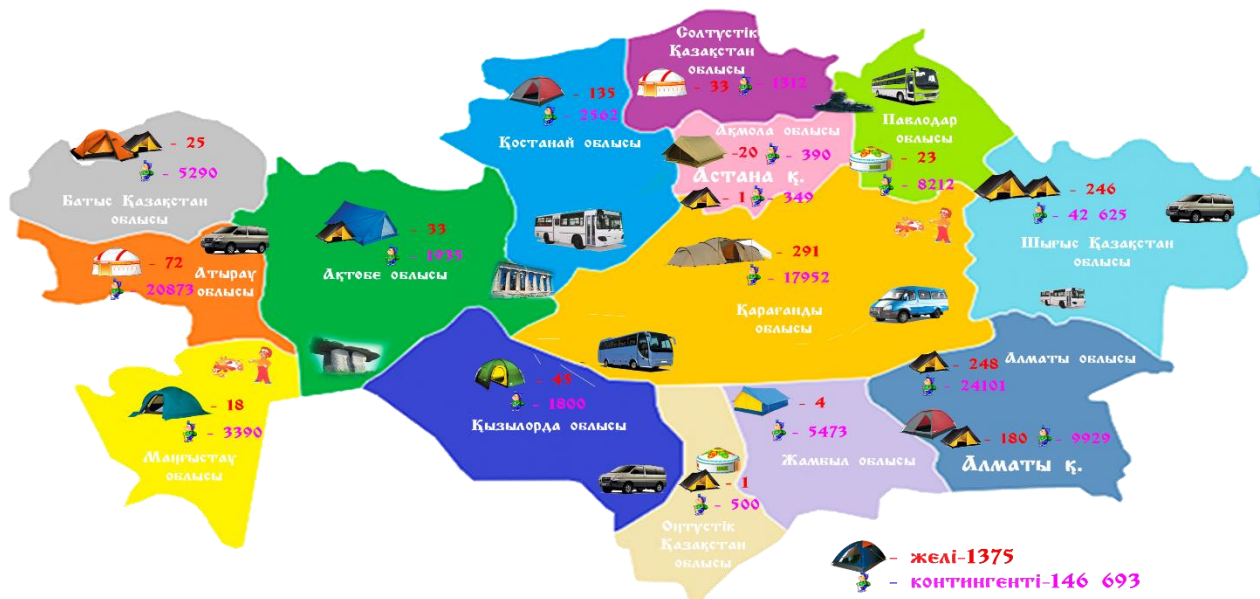 Солтүстік
Қазақстан
облысы
- 33 - 1312
- 135
- 2562
Қостанай облысы
Ақмола облысы
-20 - 390
Астана қ.
- 1 - 349
Павлодар
облысы
- 23
- 8212
- 25
- 5290
Батыс Қазақстан
облысы
- 246
- 42 625
Шығыс Қазақстан
облысы
- 72
- 20873
Атырау
облысы
- 33
- 1935
Ақтобе облысы
- 291
- 17952
Қарағанды
облысы
- 18
- 3390
Маңғыстау
облысы
-45
- 1800
Қызылорда облысы
- 1
- 500
Оңтүстік
Қазақстан
облысы
- 4
- 5473
Жамбыл облысы
- 248 Алматы облысы
- 24101
- 180 - 9929
Алматы қ.
- желі-1375
- контингенті-146 693